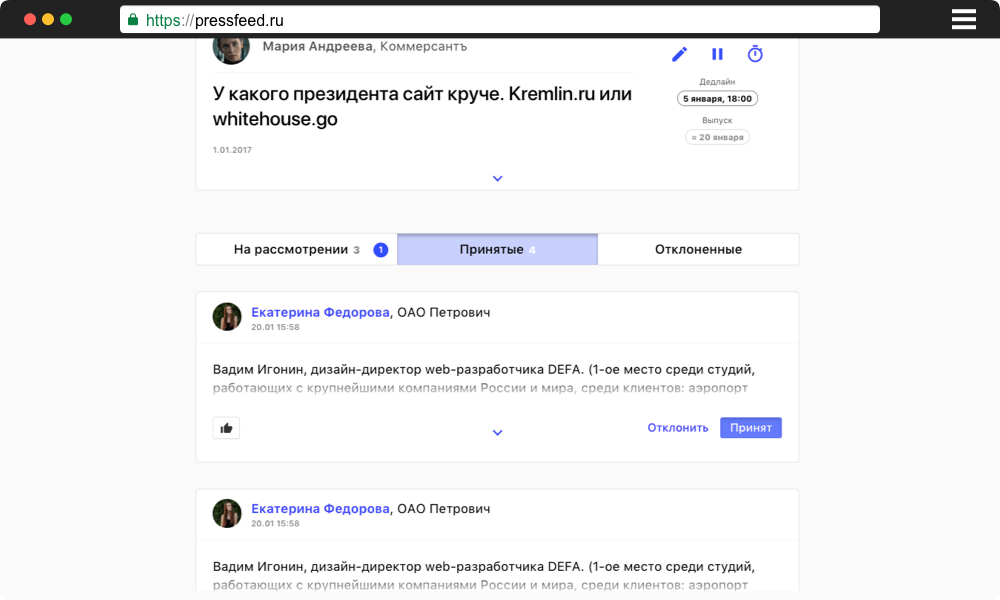 https://pressfeed.ru
Мария Андреева, Коммерсантъ
У какого президента сайт круче. Kremlin.ru или
whitehouse.go
1.01.2017
Дедлайн
5 января, 18:00
Выпуск
≈ 20 января
На рассмотрении 3 1
Принятые 4
Отклоненные
Екатерина Федорова, ОАО Петрович
20.01 15:58
Вадим Игонин, дизайн-директор web-разработчика DEFA. (1-ое место среди студий,
работающих с крупнейшими компаниями России и мира, среди клиентов: аэропорт
Отклонить
Принят
Екатерина Федорова, ОАО Петрович
20.01 15:58
Вадим Игонин, дизайн-директор web-разработчика DEFA. (1-ое место среди студий,
работающих с крупнейшими компаниями России и мира, среди клиентов: аэропорт